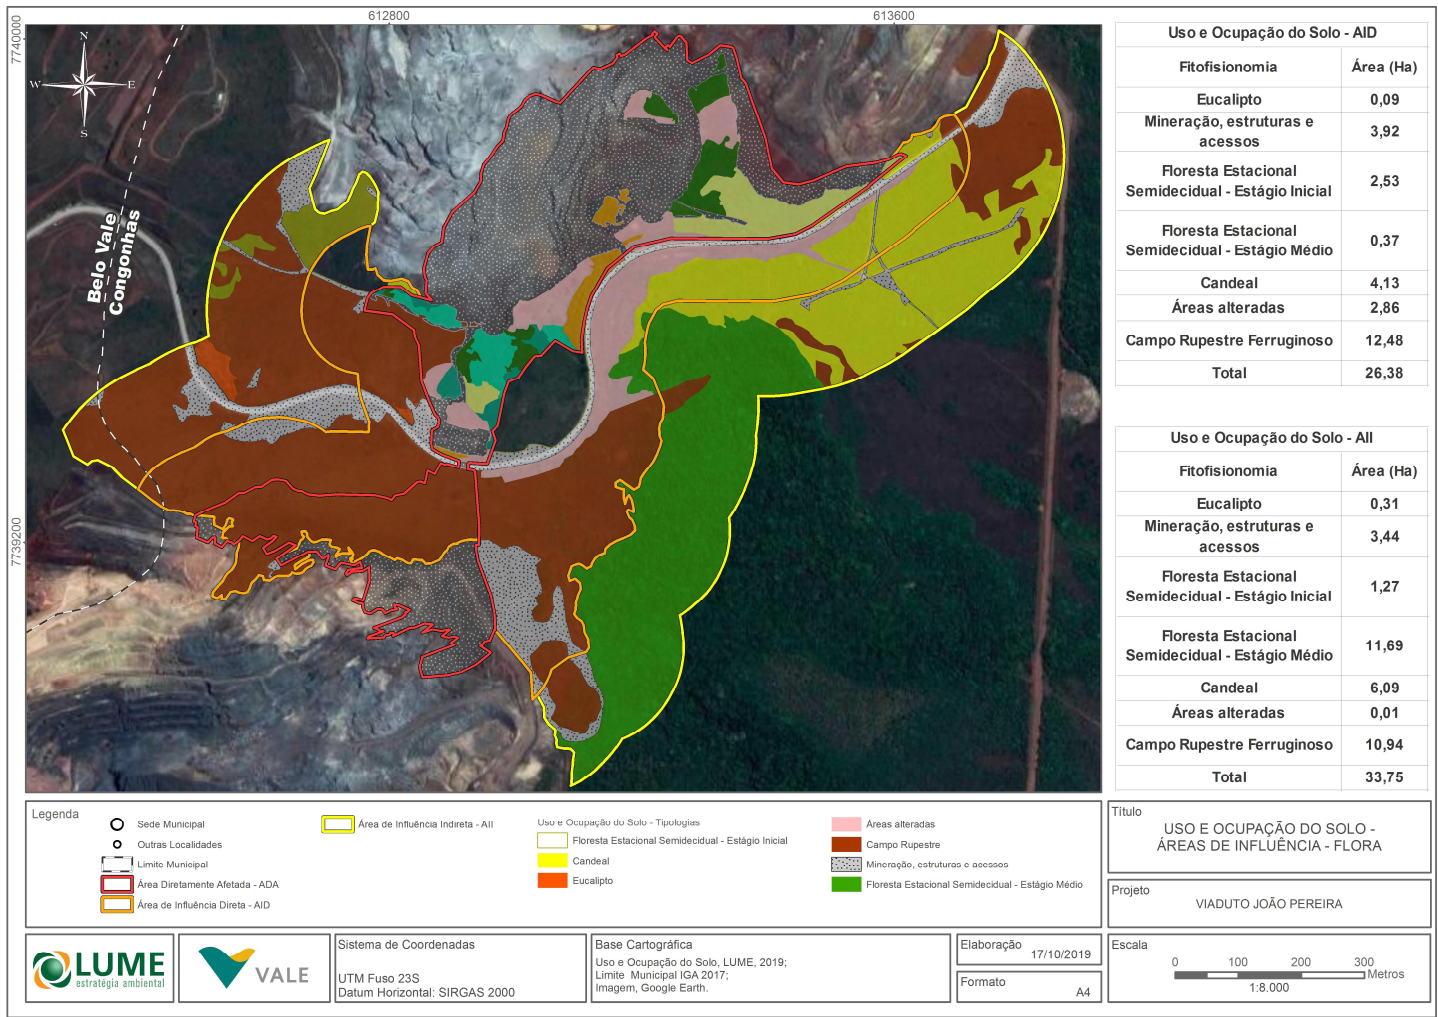 612800
613600
7740000
7739200
N
W
E
S
Belo Vale
Congonhas
Uso e Ocupação do Solo - AID
Fitofisionomia Área (Ha)
Eucalipto 0,09
Mineração, estruturas e
acessos 3,92
Floresta Estacional
Semidecidual - Estágio Inicial 2,53
Floresta Estacional
Semidecidual - Estágio Médio 0,37
Candeal 4,13
Áreas alteradas 2,86
Campo Rupestre Ferruginoso 12,48
Total 26,38
Uso e Ocupação do Solo - AII
Fitofisionomia Área (Ha)
Eucalipto 0,31
Mineração, estruturas e
acessos 3,44
Floresta Estacional
Semidecidual - Estágio Inicial 1,27
Floresta Estacional
Semidecidual - Estágio Médio 11,69
Candeal 6,09
Áreas alteradas 0,01
Campo Rupestre Ferruginoso 10,94
Total 33,75
Legenda
Sede Municipal
Outras Localidades
Limite Municipal
Área Diretamente Afetada - ADA
Área de Influência Direta - AID
Área de Influência Indireta - AII
Uso e Ocupação do Solo - Tipologias
Floresta Estacional Semidecidual - Estágio Inicial
Candeal
Eucalipto
Áreas alteradas
Campo Rupestre
Mineração, estruturas e acessos
Floresta Estacional Semidecidual - Estágio Médio
Título
USO E OCUPAÇÃO DO SOLO -
ÁREAS DE INFLUÊNCIA - FLORA
Projeto
VIADUTO JOÃO PEREIRA
LUME
estratégia ambiental
VALE
Sistema de Coordenadas
UTM Fuso 23S
Datum Horizontal: SIRGAS 2000
Base Cartográfica
Uso e Ocupação do Solo, LUME, 2019;
Limite Municipal IGA 2017;
Imagem, Google Earth.
Elaboração
17/10/2019
Formato
A4
Escala
0 100 200 300
Metros
1:8.000